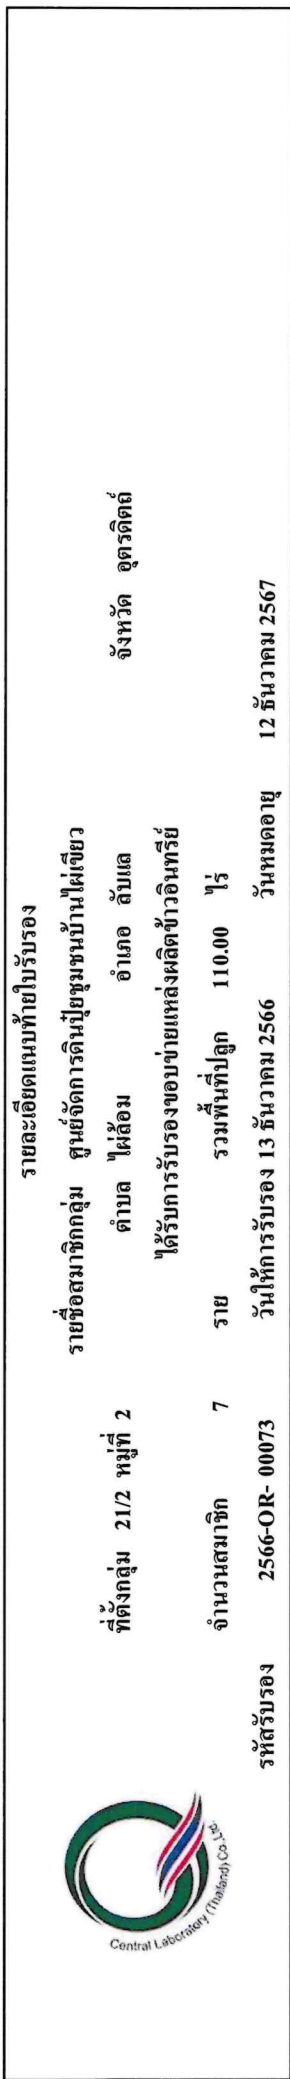 รายละเอียดแนบท้ายใบรับรอง
รายชื่อสมาชิกกลุ่ม ศูนย์จัดการดินปุ๋ยชุมชนบ้านไผ่เขียว
ที่ตั้งกลุ่ม 21/2 หมู่ที่ 2 ตำบล ไผ่ล้อม อำเภอ ลับแล จังหวัด อุตรดิตถ์
ได้รับการรับรองขอบข่ายแหล่งผลิตข้าวอินทรีย์
จำนวนสมาชิก 7 ราย รวมพื้นที่ปลูก 110.00 ไร่
รหัสรับรอง 2566-OR- 00073 วันให้การรับรอง 13 ธันวาคม 2566 วันหมดอายุ 12 ธันวาคม 2567
Central Laboratory (Thailand) Co.,Ltd.